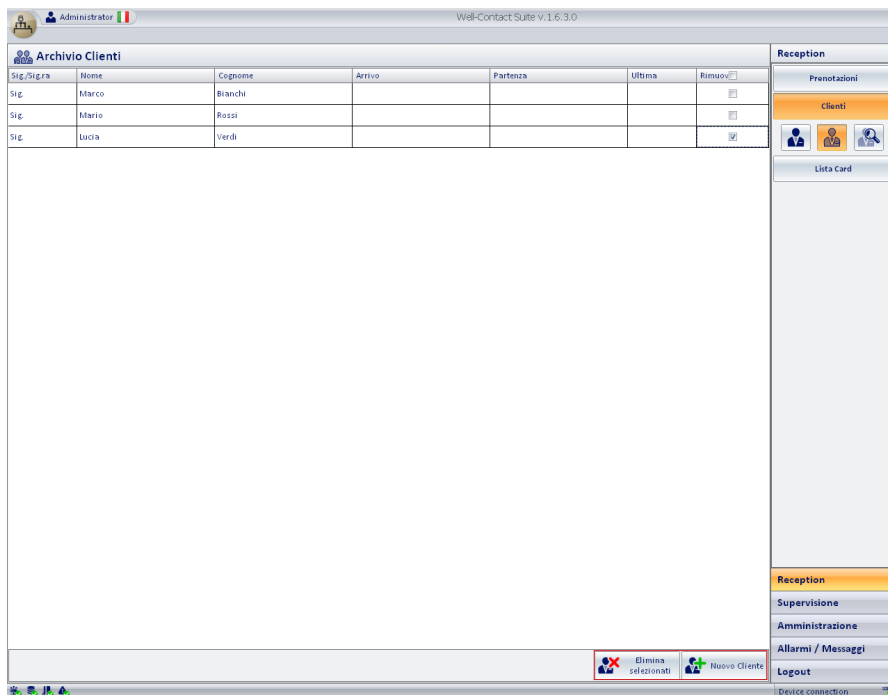 Administrator
Well-Contact Suite v.1.6.3.0
Archivio Clienti
Sig./Sig.ra Nome Cognome Arrivo Partenza Ultima Rimuov
Sig. Marco Bianchi
Sig. Mario Rossi
Sig. Lucia Verdi
Reception
Prenotazioni
Clienti
Lista Card
Reception
Supervisione
Amministrazione
Allarmi / Messaggi
Logout
Elimina
selezionati
Nuovo Cliente
Device connection